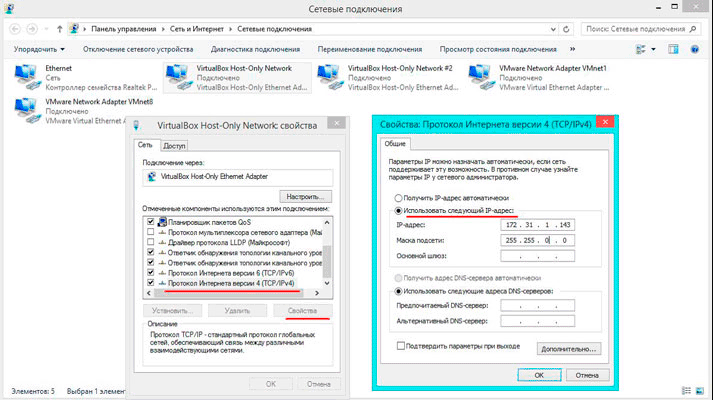 Сетевые подключения
Панель управления ▸ Сеть и Интернет ▸ Сетевые подключения
Поиск: Сетевые подключения
Упорядочить
Отключение сетевого устройства
Диагностика подключения
Переименование подключения
Просмотр состояния подключения
»
Ethernet
Сеть
Контроллер семейства Realtek P...
VirtualBox Host-Only Network
Подключено
VirtualBox Host-Only Ethernet Ad...
VirtualBox Host-Only Network #2
Подключено
VirtualBox Host-Only Ethernet Ad...
VMware Network Adapter VMnet1
Подключено
VMware Virtual Ethernet Adapter ...
VMware Network Adapter VMnet8
Подключено
VMware Virtual Ethernet Adapter ...
VirtualBox Host-Only Network: свойства
Сеть
Доступ
Подключение через:
VirtualBox Host-Only Ethernet Adapter
Настроить...
Отмеченные компоненты используются этим подключением:
Планировщик пакетов QoS
Протокол мультиплексора сетевого адаптера (Май
Драйвер протокола LLDP (Майкрософт)
Ответчик обнаружения топологии канального уров
Ответчик обнаружения топологии канального уров
Протокол Интернета версии 6 (TCP/IPv6)
Протокол Интернета версии 4 (TCP/IPv4)
Установить...
Удалить
Свойства
Описание
Протокол TCP/IP - стандартный протокол глобальных
сетей, обеспечивающий связь между различными
взаимодействующими сетями.
OK
Отмена
Свойства: Протокол Интернета версии 4 (TCP/IPv4)
Общие
Параметры IP можно назначать автоматически, если сеть
поддерживает эту возможность. В противном случае узнайте
параметры IP у сетевого администратора.
Получить IP-адрес автоматически
Использовать следующий IP-адрес:
IP-адрес:
172 . 31 . 1 . 143
Маска подсети:
255 . 255 . 0 . 0
Основной шлюз:
. . .
Получить адрес DNS-сервера автоматически
Использовать следующие адреса DNS-серверов:
Предпочитаемый DNS-сервер:
. . .
Альтернативный DNS-сервер:
. . .
Подтвердить параметры при выходе
Дополнительно...
OK
Отмена
Элементов: 5
Выбран 1 элемент